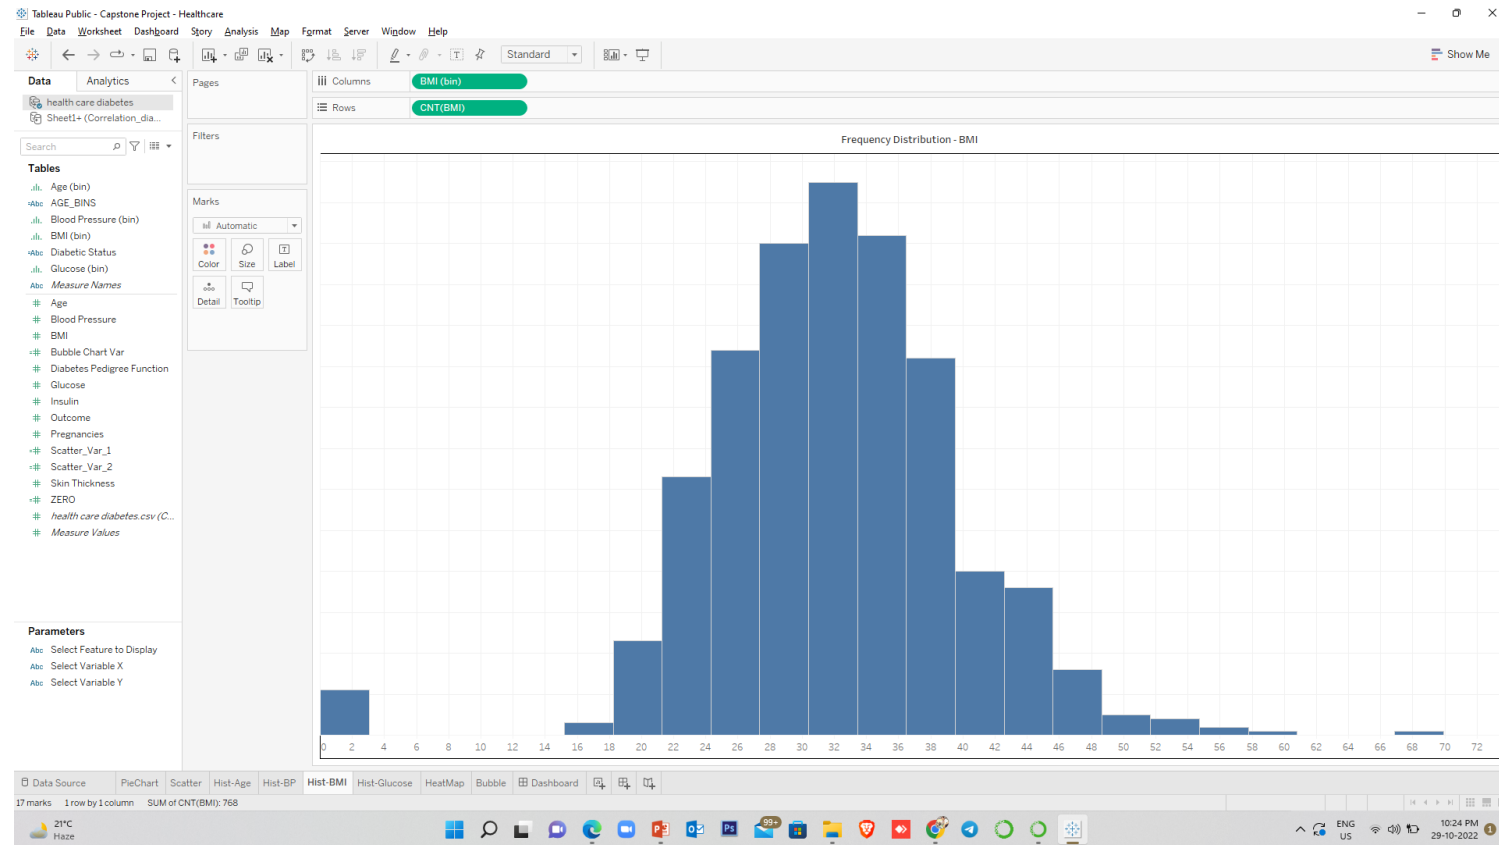 Tableau Public - Capstone Project - Healthcare
File Data Worksheet Dashboard Story Analysis Map Format Server Window Help
Standard
Show Me
Data Analytics
health care diabetes
Sheet1+ (Correlation_dia...
Search
Tables
Age (bin)
Abc AGE_BINS
Blood Pressure (bin)
BMI (bin)
Abc Diabetic Status
Glucose (bin)
Abc Measure Names
Age
Blood Pressure
BMI
Bubble Chart Var
Diabetes Pedigree Function
Glucose
Insulin
Outcome
Pregnancies
Scatter_Var_1
Scatter_Var_2
Skin Thickness
ZERO
health care diabetes.csv (C...
Measure Values
Parameters
Abc Select Feature to Display
Abc Select Variable X
Abc Select Variable Y
Pages
Filters
Marks
Automatic
Color Size Label
Detail Tooltip
Columns BMI (bin)
Rows CNT(BMI)
Frequency Distribution - BMI
0 2 4 6 8 10 12 14 16 18 20 22 24 26 28 30 32 34 36 38 40 42 44 46 48 50 52 54 56 58 60 62 64 66 68 70 72
Data Source PieChart Scatter Hist-Age Hist-BP Hist-BMI Hist-Glucose HeatMap Bubble Dashboard
17 marks 1 row by 1 column SUM of CNT(BMI): 768
21°C
Haze
99+
ENG
US
10:24 PM
29-10-2022
1